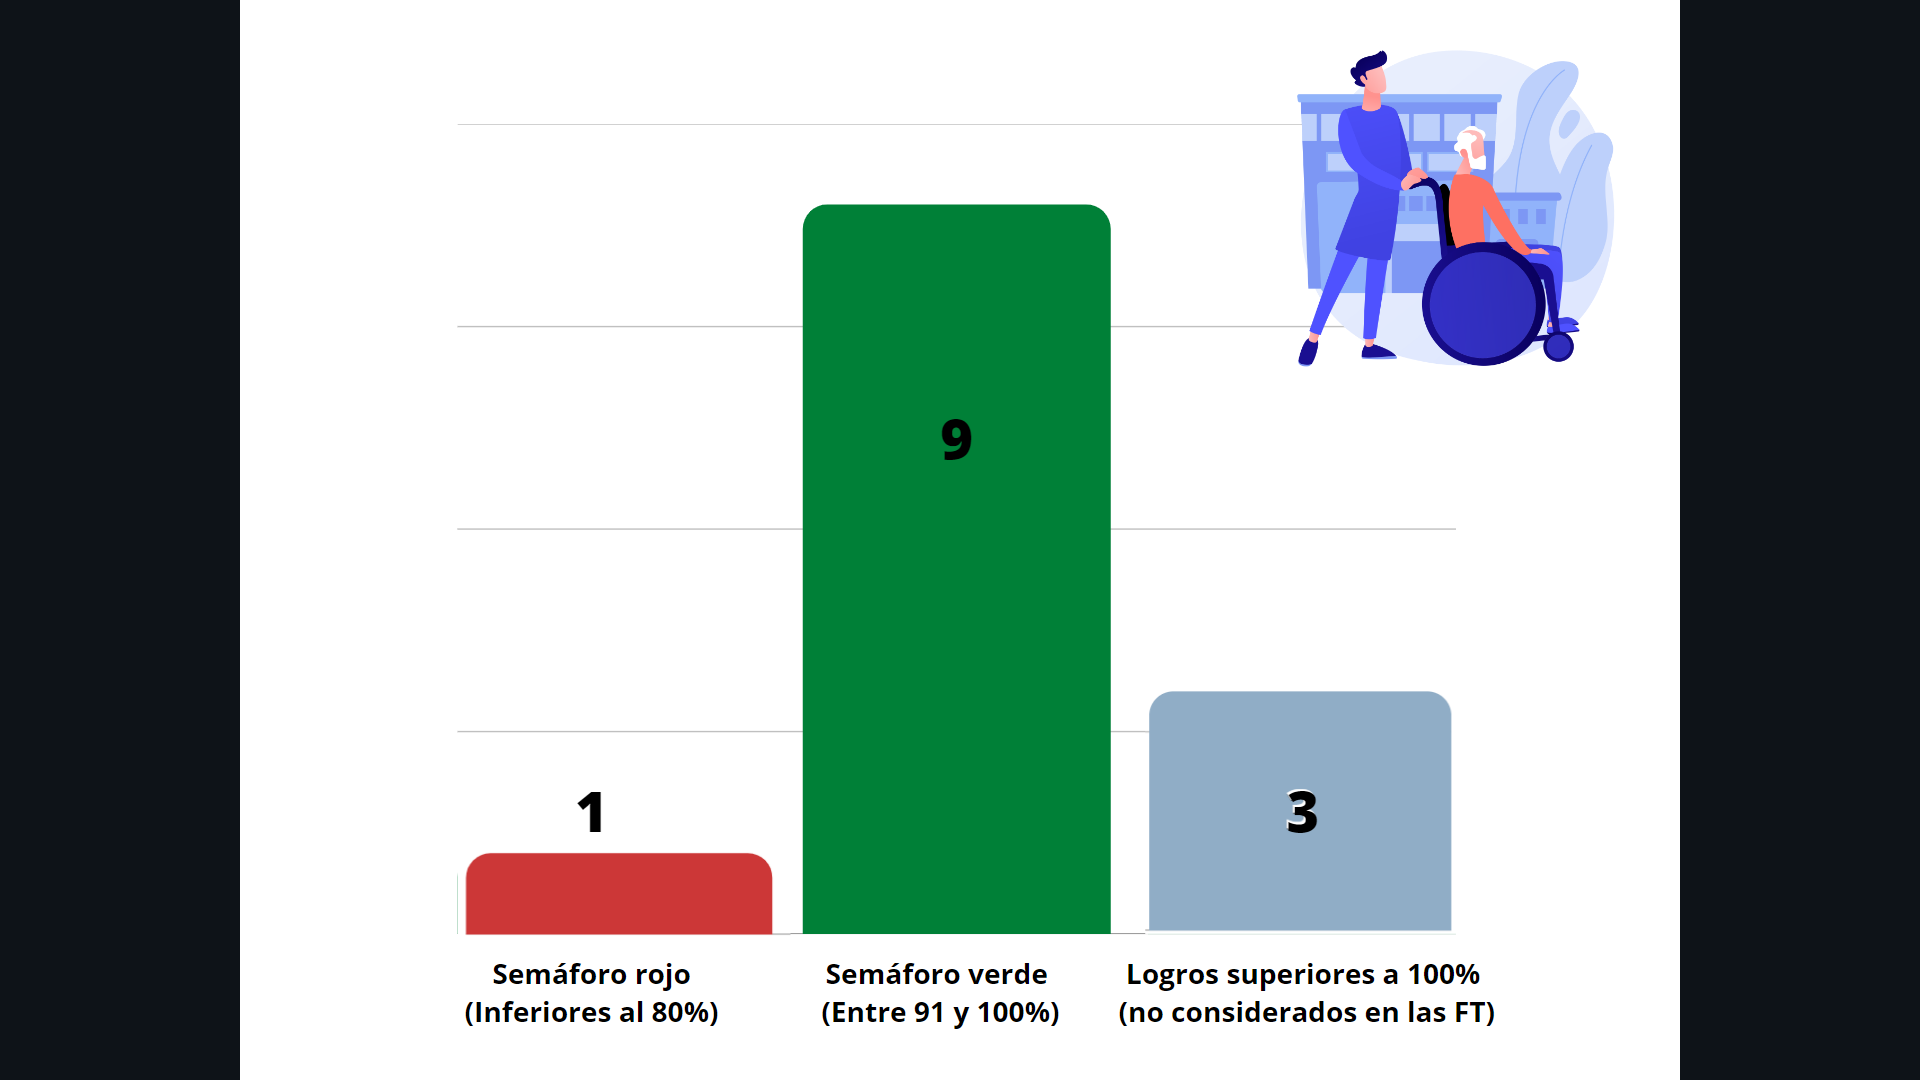 9
1
3
Semáforo rojo
(Inferiores al 80%)
Semáforo verde
(Entre 91 y 100%)
Logros superiores a 100%
(no considerados en las FT)